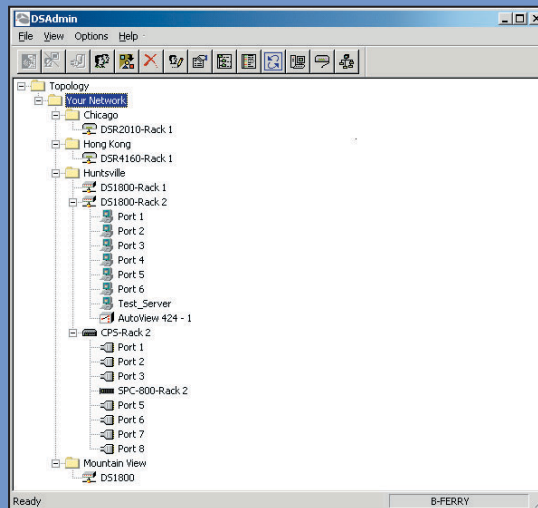 DSAdmin
File View Options Help
Topology
Your Network
Chicago
DSR2010-Rack 1
Hong Kong
DSR4160-Rack 1
Huntsville
DS1800-Rack 1
DS1800-Rack 2
Port 1
Port 2
Port 3
Port 4
Port 5
Port 6
Test_Server
AutoView 424 - 1
CPS-Rack 2
Port 1
Port 2
Port 3
SPC-800-Rack 2
Port 5
Port 6
Port 7
Port 8
Mountain View
DS1800
Ready B-FERRY